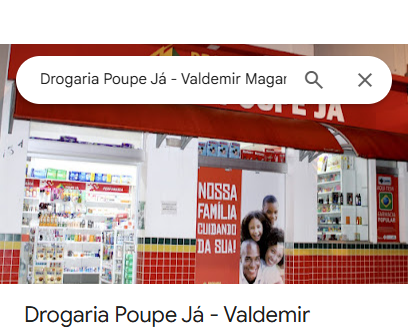 Drogaria Poupe Já - Valdemir Magar
POUPE JÁ
NOSSA
FAMÍLIA
CUIDANDO
DA SUA!
FARMÁCIA
POPULAR
Drogaria Poupe Já - Valdemir